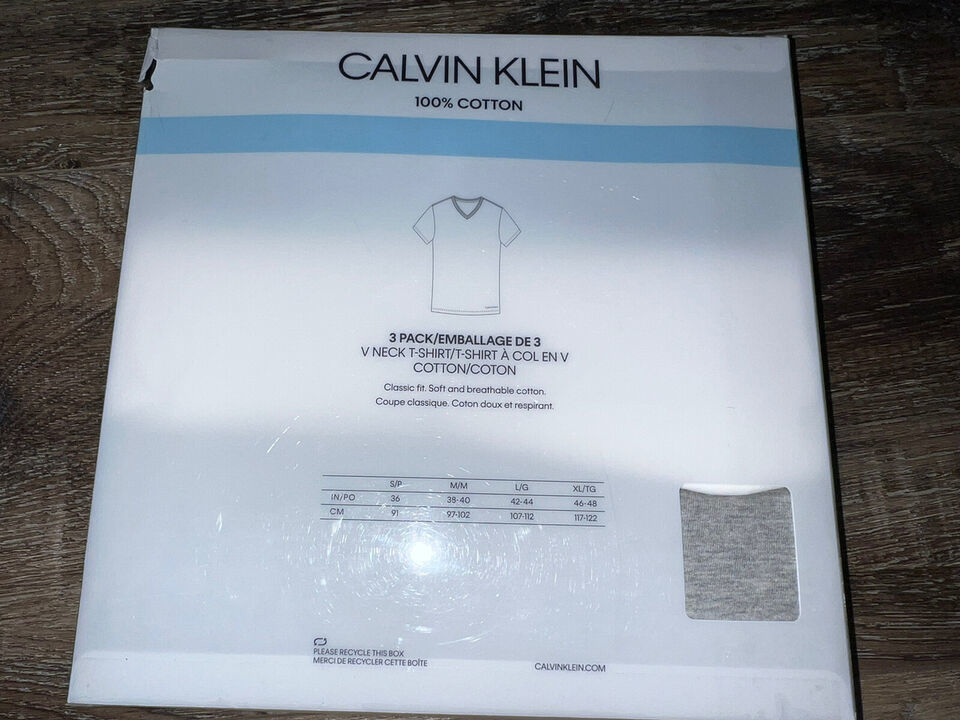 CALVIN KLEIN
100% COTTON
3 PACK/EMBALLAGE DE 3
V NECK T-SHIRT/T-SHIRT À COL EN V
COTTON/COTON
Classic fit. Soft and breathable cotton.
Coupe classique. Coton doux et respirant.
S/P M/M L/G XL/TG
IN/PO 36 38-40 42-44 46-48
CM 91 97-102 107-112 117-122
PLEASE RECYCLE THIS BOX
MERCI DE RECYCLER CETTE BOÎTE
CALVINKLEIN.COM